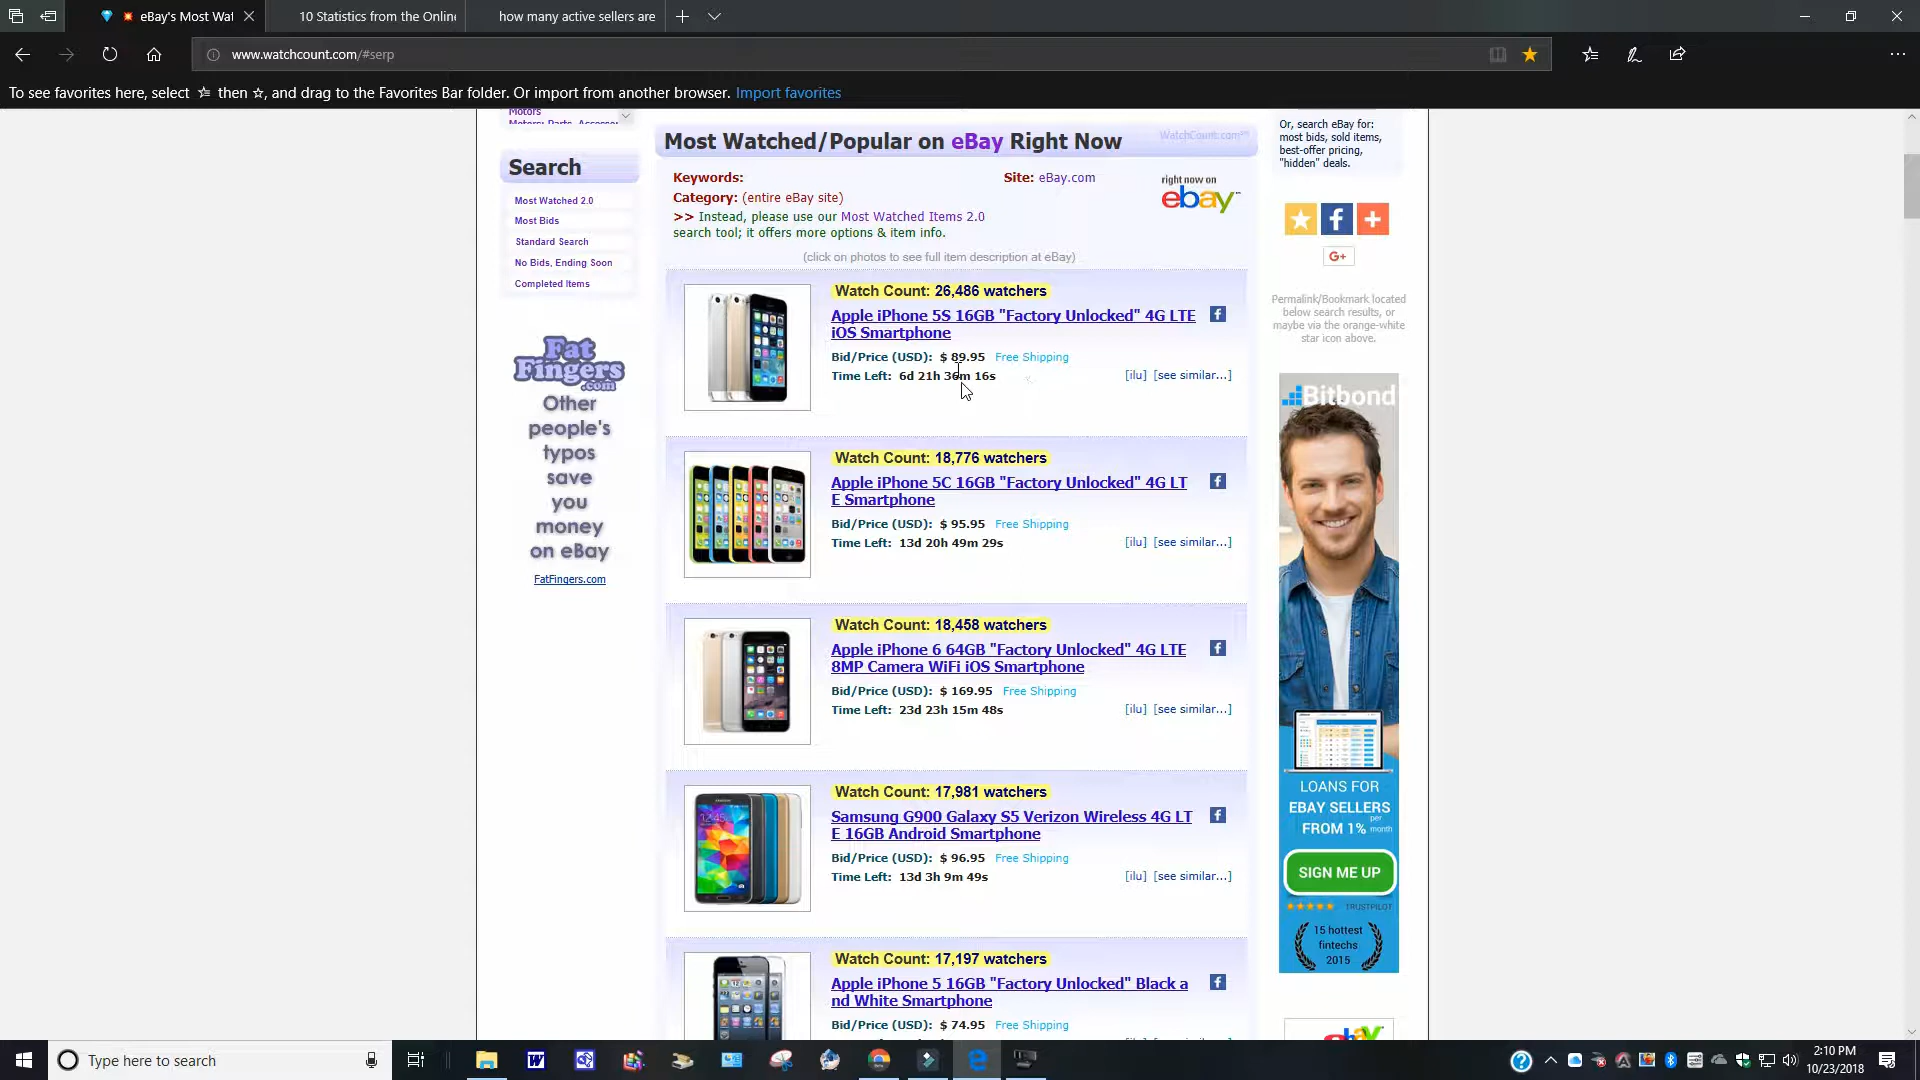 eBay's Most Wat
10 Statistics from the Online
how many active sellers are
www.watchcount.com/#serp
To see favorites here, select ☆ then ☆, and drag to the Favorites Bar folder. Or import from another browser. Import favorites
Motors
Motors: Parts, Accesso
Search
Most Watched 2.0
Most Bids
Standard Search
No Bids, Ending Soon
Completed Items
Fat
Fingers
.com
Other
people's
typos
save
you
money
on eBay
FatFingers.com
Most Watched/Popular on eBay Right Now
WatchCount.com
Keywords:
Site: eBay.com
Category: (entire eBay site)
>> Instead, please use our Most Watched Items 2.0
search tool; it offers more options & item info.
right now on
ebay
(click on photos to see full item description at eBay)
Watch Count: 26,486 watchers
Apple iPhone 5S 16GB "Factory Unlocked" 4G LTE
iOS Smartphone
Bid/Price (USD): $ 89.95 Free Shipping
Time Left: 6d 21h 36m 16s
[ilu] [see similar...]
Watch Count: 18,776 watchers
Apple iPhone 5C 16GB "Factory Unlocked" 4G LT
E Smartphone
Bid/Price (USD): $ 95.95 Free Shipping
Time Left: 13d 20h 49m 29s
[ilu] [see similar...]
Watch Count: 18,458 watchers
Apple iPhone 6 64GB "Factory Unlocked" 4G LTE
8MP Camera WiFi iOS Smartphone
Bid/Price (USD): $ 169.95 Free Shipping
Time Left: 23d 23h 15m 48s
[ilu] [see similar...]
Watch Count: 17,981 watchers
Samsung G900 Galaxy S5 Verizon Wireless 4G LT
E 16GB Android Smartphone
Bid/Price (USD): $ 96.95 Free Shipping
Time Left: 13d 3h 9m 49s
[ilu] [see similar...]
Watch Count: 17,197 watchers
Apple iPhone 5 16GB "Factory Unlocked" Black a
nd White Smartphone
Bid/Price (USD): $ 74.95 Free Shipping
Or, search eBay for:
most bids, sold items,
best-offer pricing,
"hidden" deals.
G+
Permalink/Bookmark located
below search results, or
maybe via the orange-white
star icon above.
Bitbond
LOANS FOR
EBAY SELLERS
FROM 1% per month
SIGN ME UP
TRUSTPILOT
15 hottest
fintechs
2015
Type here to search
2:10 PM
10/23/2018